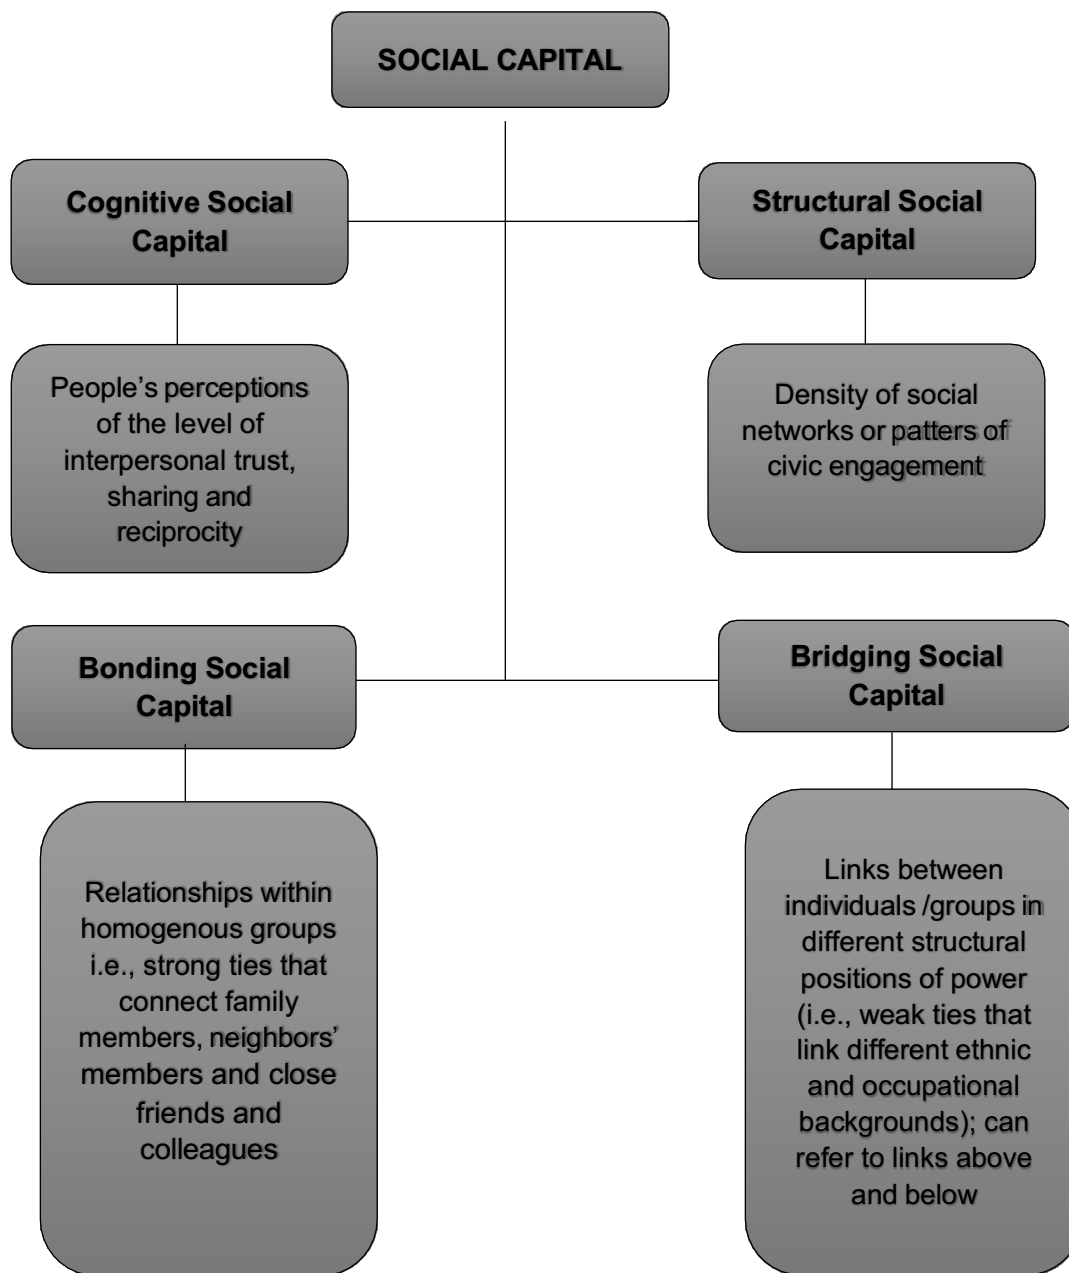 SOCIAL CAPITAL
Cognitive Social
Capital
Structural Social
Capital
People’s perceptions
of the level of
interpersonal trust,
sharing and
reciprocity
Density of social
networks or patters of
civic engagement
Bonding Social
Capital
Bridging Social
Capital
Relationships within
homogenous groups
i.e., strong ties that
connect family
members, neighbors’
members and close
friends and
colleagues
Links between
individuals /groups in
different structural
positions of power
(i.e., weak ties that
link different ethnic
and occupational
backgrounds); can
refer to links above
and below